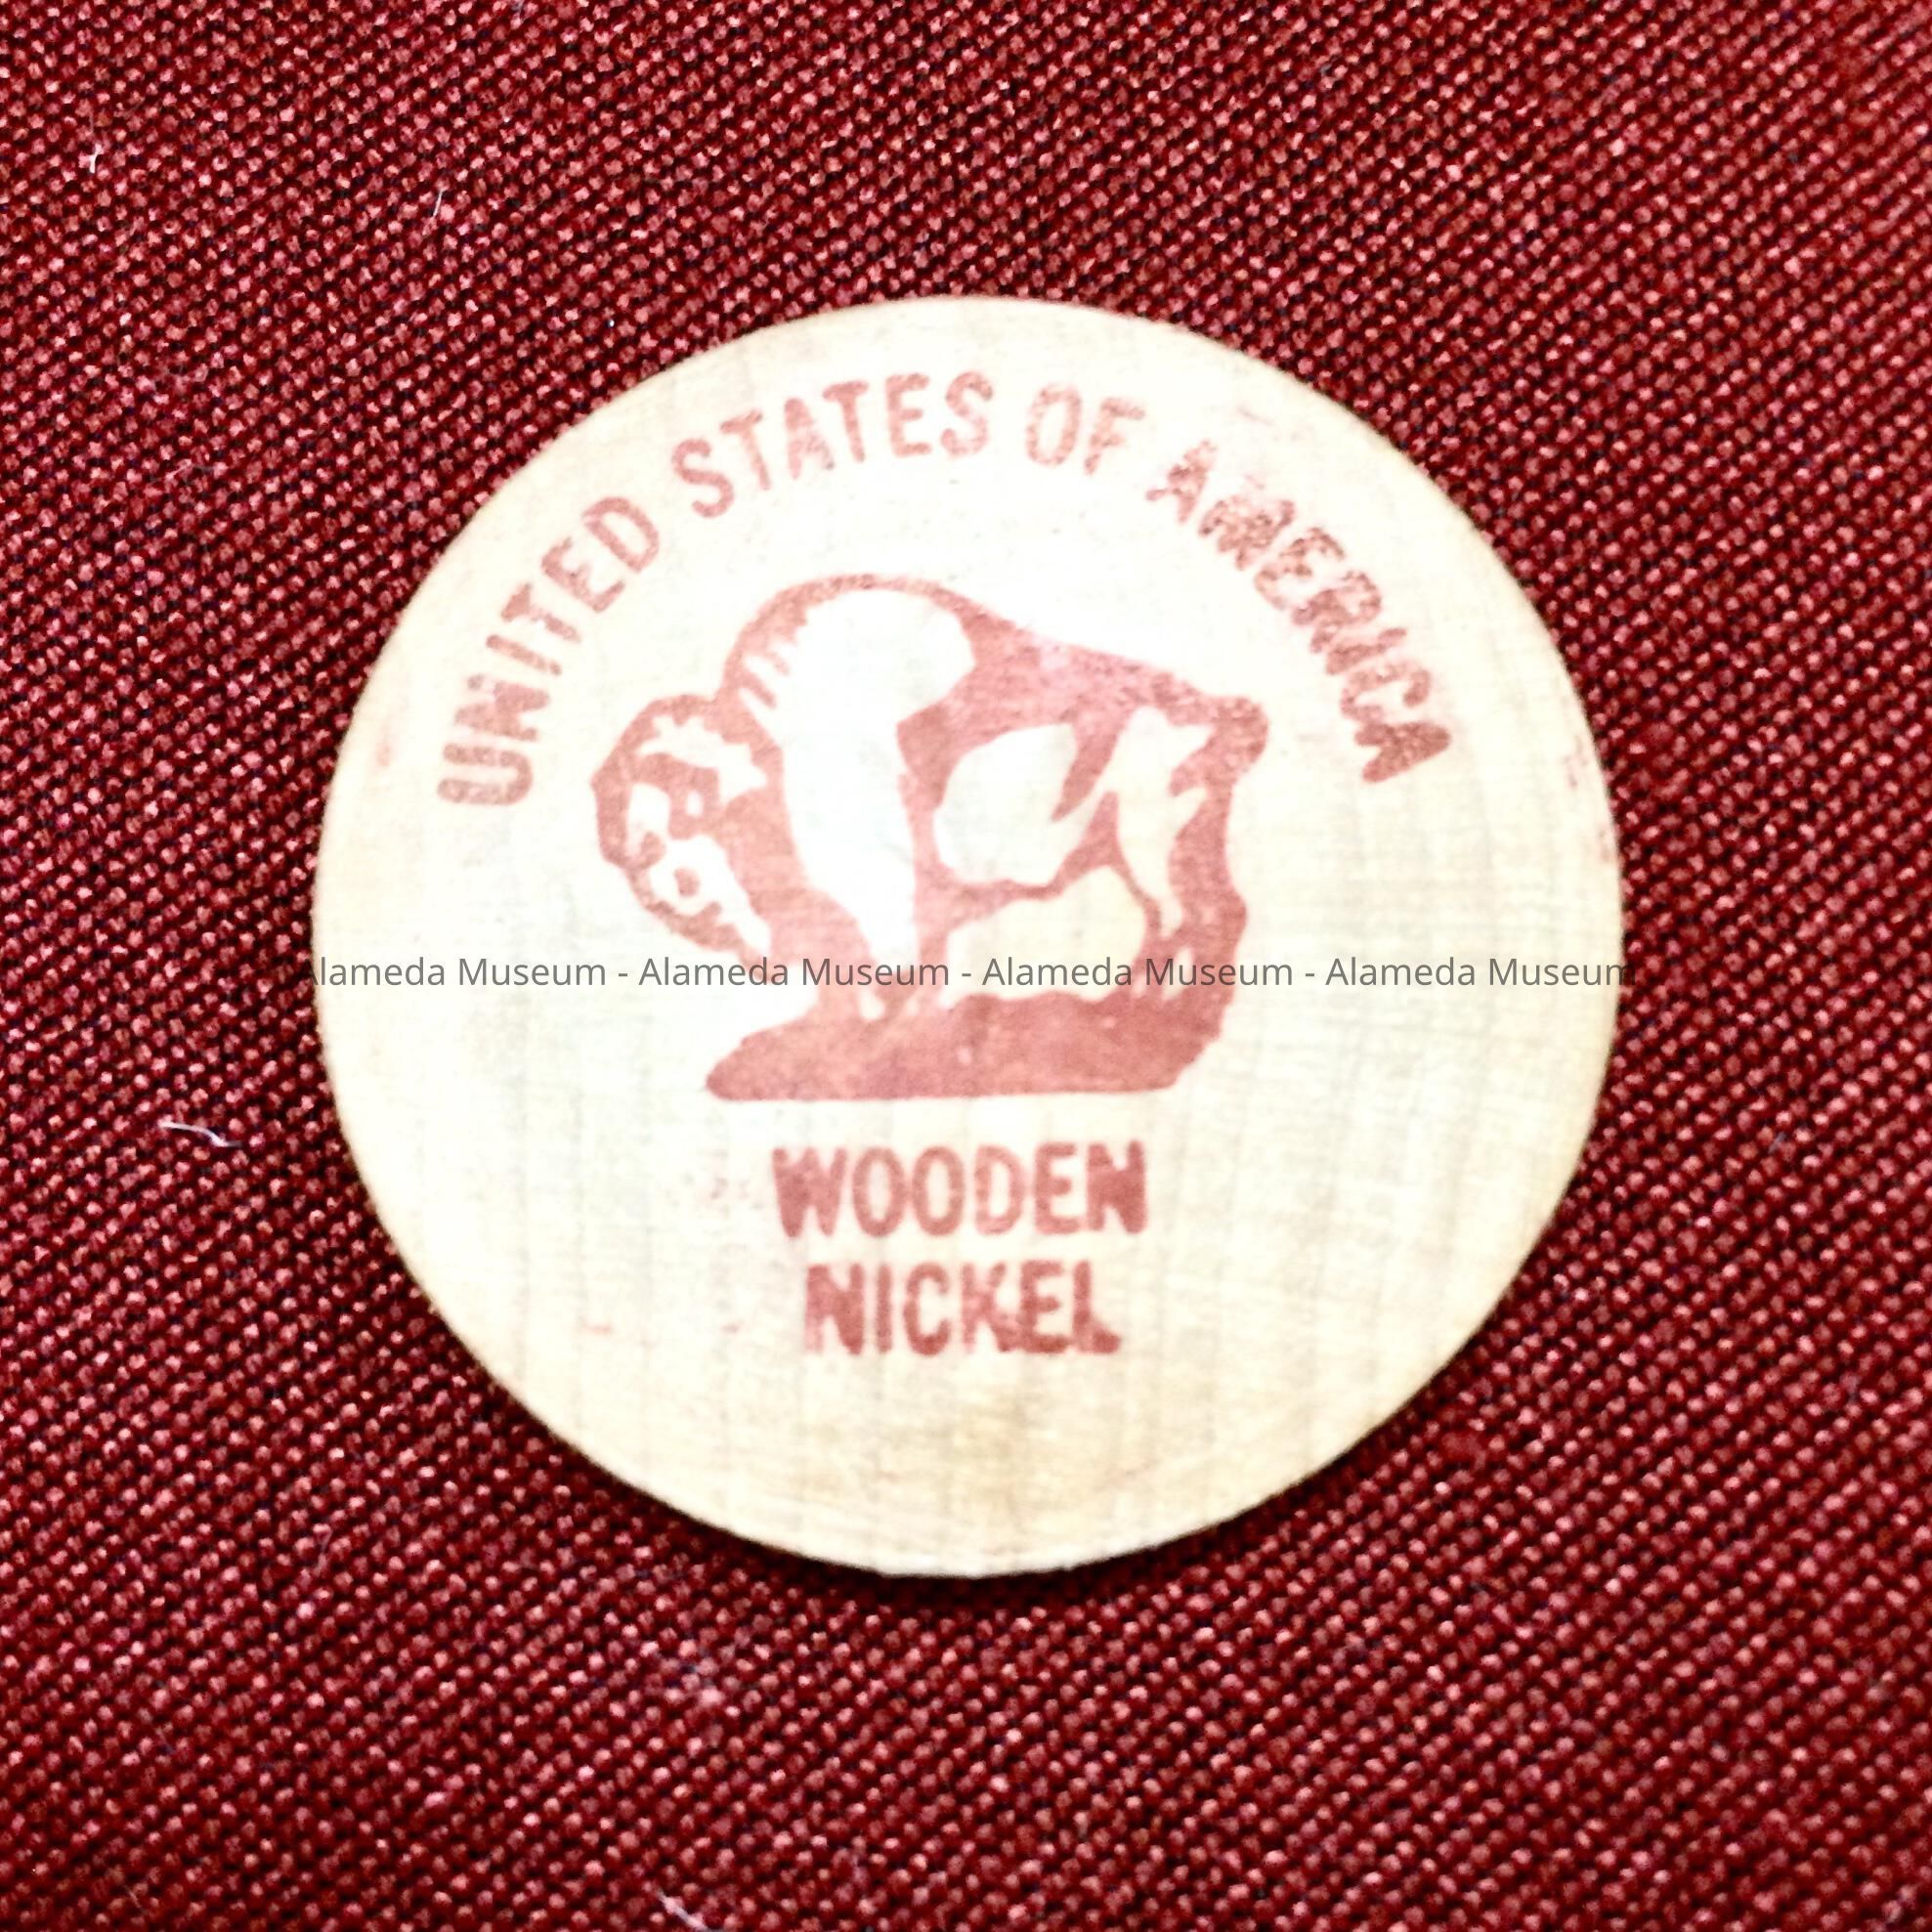 UNITED STATES OF AMERICA
Alameda Museum - Alameda Museum - Alameda Museum - Alameda Museum
WOODEN
NICKEL